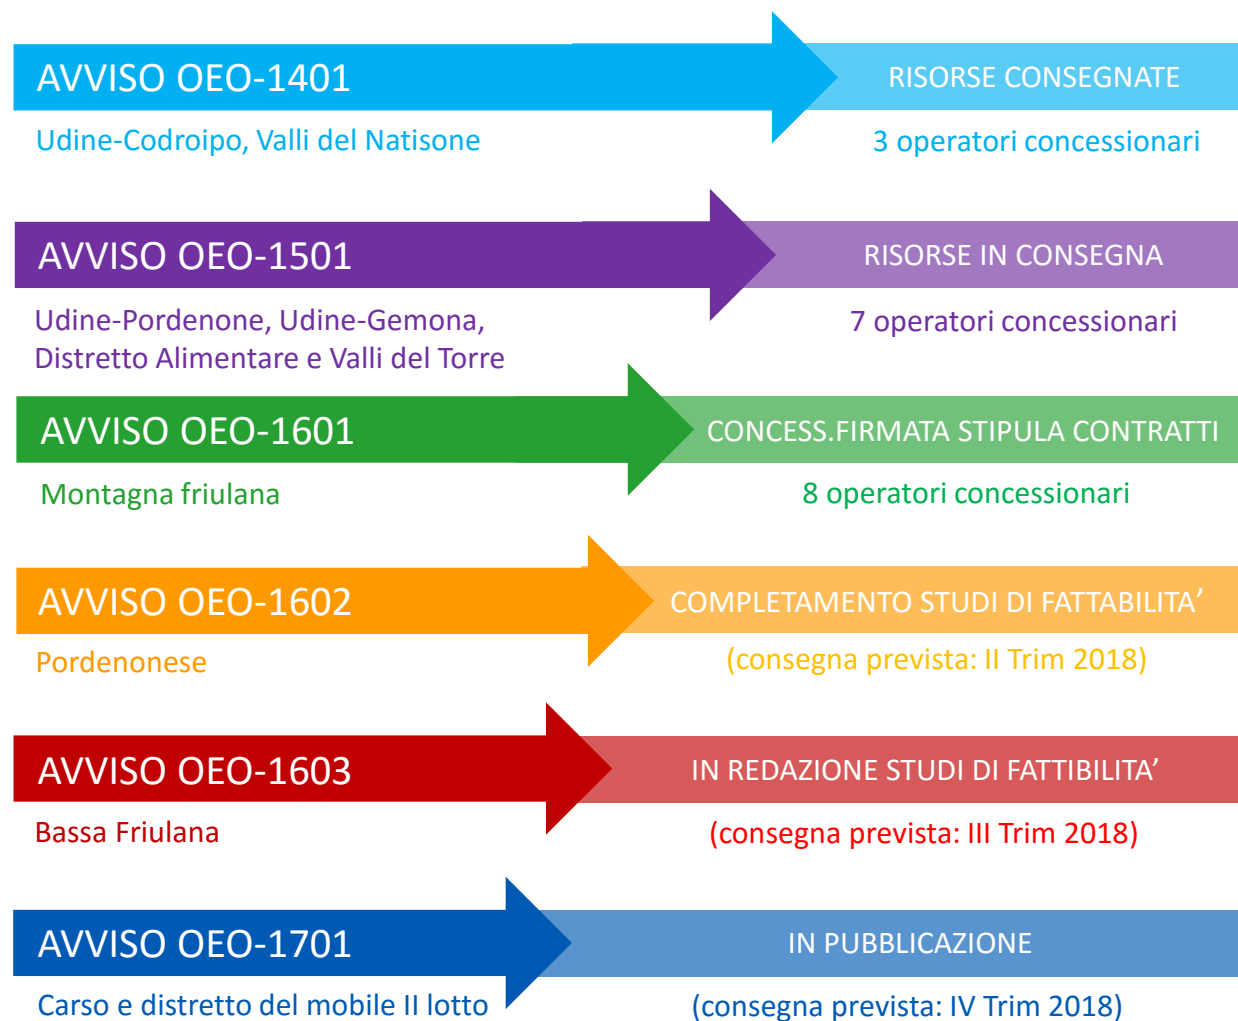 AVVISO OEO-1401
RISORSE CONSEGNATE
Udine-Codroipo, Valli del Natisone
3 operatori concessionari
AVVISO OEO-1501
RISORSE IN CONSEGNA
Udine-Pordenone, Udine-Gemona,
Distretto Alimentare e Valli del Torre
7 operatori concessionari
AVVISO OEO-1601
CONCESS.FIRMATA STIPULA CONTRATTI
Montagna friulana
8 operatori concessionari
AVVISO OEO-1602
COMPLETAMENTO STUDI DI FATTABILITA’
Pordenonese
(consegna prevista: II Trim 2018)
AVVISO OEO-1603
IN REDAZIONE STUDI DI FATTIBILITA’
Bassa Friulana
(consegna prevista: III Trim 2018)
AVVISO OEO-1701
IN PUBBLICAZIONE
Carso e distretto del mobile II lotto
(consegna prevista: IV Trim 2018)